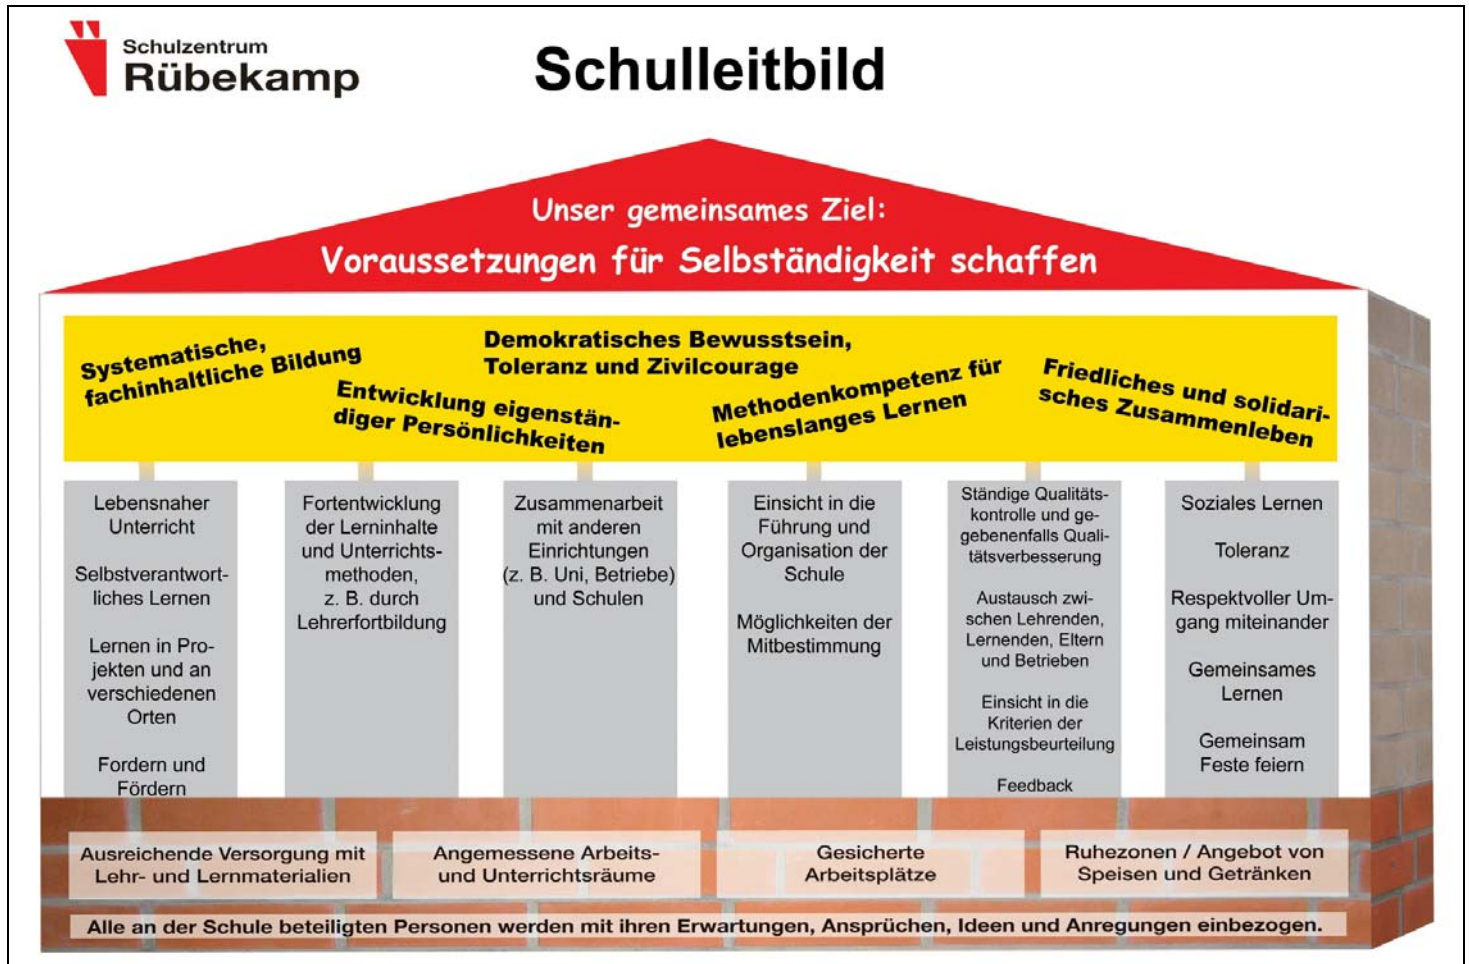 Schulzentrum
Rübekamp
Schulleitbild
Unser gemeinsames Ziel:
Voraussetzungen für Selbständigkeit schaffen
Systematische,
fachinhaltliche Bildung
Entwicklung eigenstän-
diger Persönlichkeiten
Demokratisches Bewusstsein,
Toleranz und Zivilcourage
Methodenkompetenz für
lebenslanges Lernen
Friedliches und solidari-
sches Zusammenleben
Lebensnaher
Unterricht
Selbstverantwort-
liches Lernen
Lernen in Pro-
jekten und an
verschiedenen
Orten
Fordern und
Fördern
Fortentwicklung
der Lerninhalte
und Unterrichts-
methoden,
z. B. durch
Lehrerfortbildung
Zusammenarbeit
mit anderen
Einrichtungen
(z. B. Uni, Betriebe)
und Schulen
Einsicht in die
Führung und
Organisation der
Schule
Möglichkeiten der
Mitbestimmung
Ständige Qualitäts-
kontrolle und ge-
gebenenfalls Quali-
tätsverbesserung
Austausch zwi-
schen Lehrenden,
Lernenden, Eltern
und Betrieben
Einsicht in die
Kriterien der
Leistungsbeurteilung
Feedback
Soziales Lernen
Toleranz
Respektvoller Um-
gang miteinander
Gemeinsames
Lernen
Gemeinsam
Feste feiern
Ausreichende Versorgung mit
Lehr- und Lernmaterialien
Angemessene Arbeits-
und Unterrichtsräume
Gesicherte
Arbeitsplätze
Ruhezonen / Angebot von
Speisen und Getränken
Alle an der Schule beteiligten Personen werden mit ihren Erwartungen, Ansprüchen, Ideen und Anregungen einbezogen.